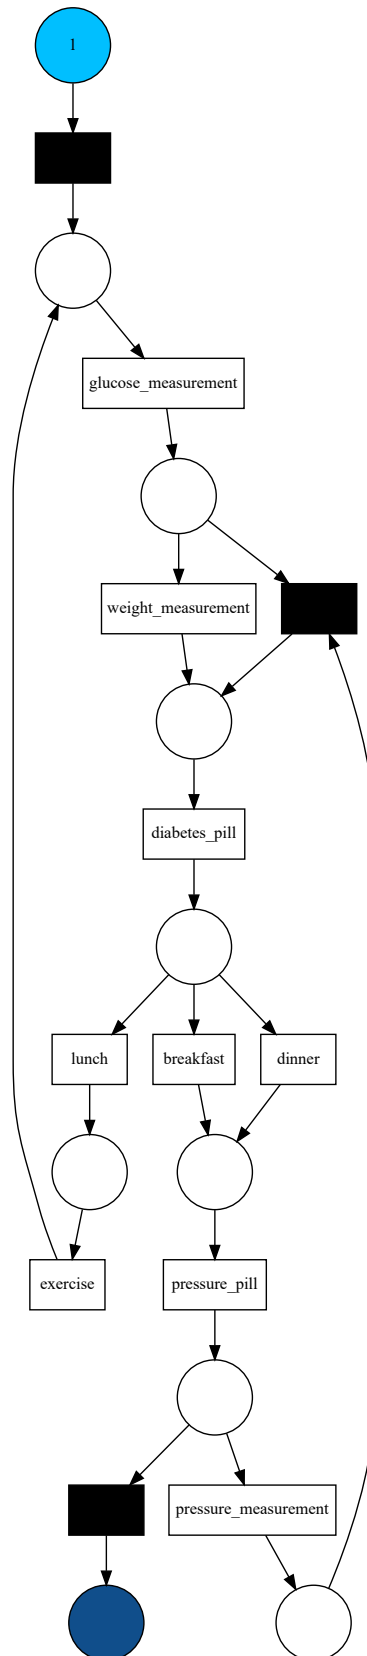 1
glucose_measurement
weight_measurement
diabetes_pill
lunch
breakfast
dinner
exercise
pressure_pill
pressure_measurement